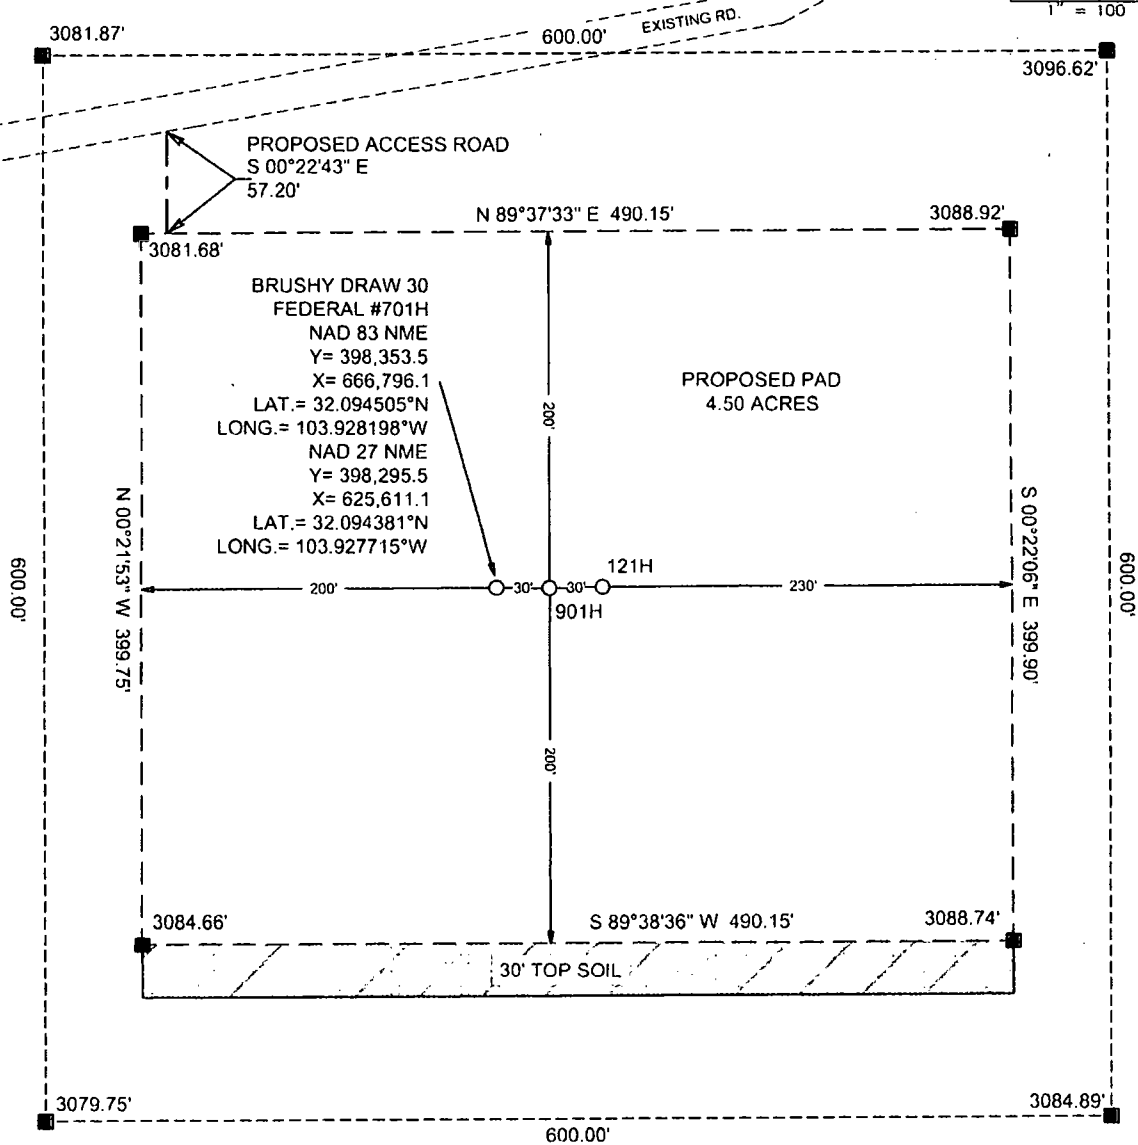 1" = 100
EXISTING RD.
3081.87'
600.00'
3096.62'
PROPOSED ACCESS ROAD
S 00°22'43" E
57.20'
N 89°37'33" E 490.15'
3088.92'
3081.68'
BRUSHY DRAW 30
FEDERAL #701H
NAD 83 NME
Y= 398,353.5
X= 666,796.1
LAT.= 32.094505°N
LONG.= 103.928198°W
NAD 27 NME
Y= 398,295.5
X= 625,611.1
LAT.= 32.094381°N
LONG.= 103.927715°W
PROPOSED PAD
4.50 ACRES
200'
N 00°21'53" W 399.75'
S 00°22'06" E 399.90'
600.00'
600.00'
121H
200'
30'
30'
230'
901H
200'
3084.66'
S 89°38'36" W 490.15'
3088.74'
30' TOP SOIL
3079.75'
3084.89'
600.00'